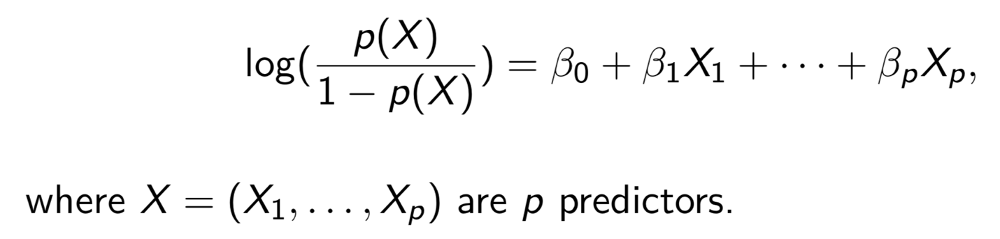 log(p(X) / 1 − p(X)) = β₀ + β₁X₁ + ⋯ + βₚXₚ,
where X = (X₁, . . . , Xₚ) are p predictors.